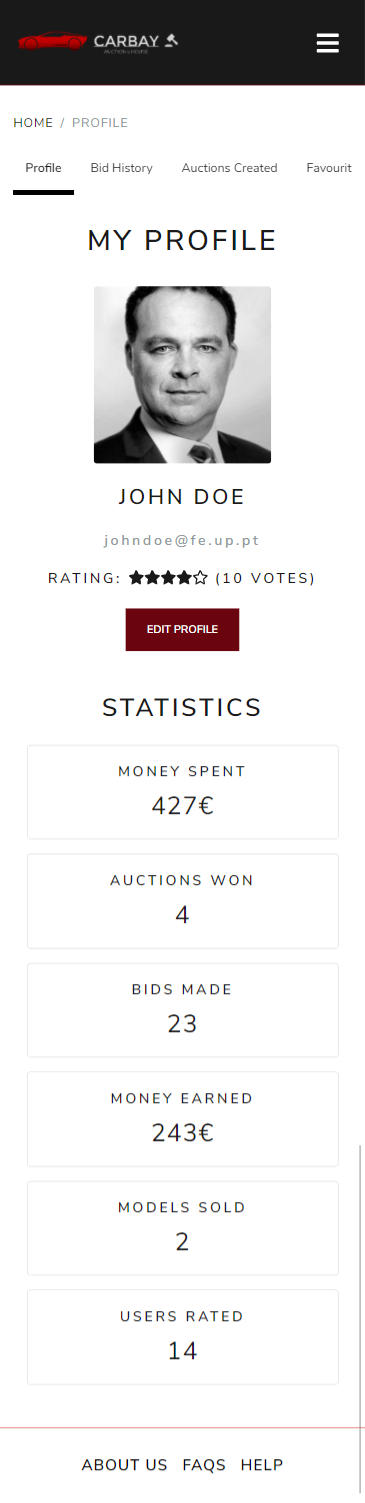 CARBAY
AUCTION'S HOUSE
HOME / PROFILE
Profile Bid History Auctions Created Favourit
MY PROFILE
JOHN DOE
johndoe@fe.up.pt
RATING: ★★★★☆ (10 VOTES)
EDIT PROFILE
STATISTICS
MONEY SPENT
427€
AUCTIONS WON
4
BIDS MADE
23
MONEY EARNED
243€
MODELS SOLD
2
USERS RATED
14
ABOUT US FAQS HELP